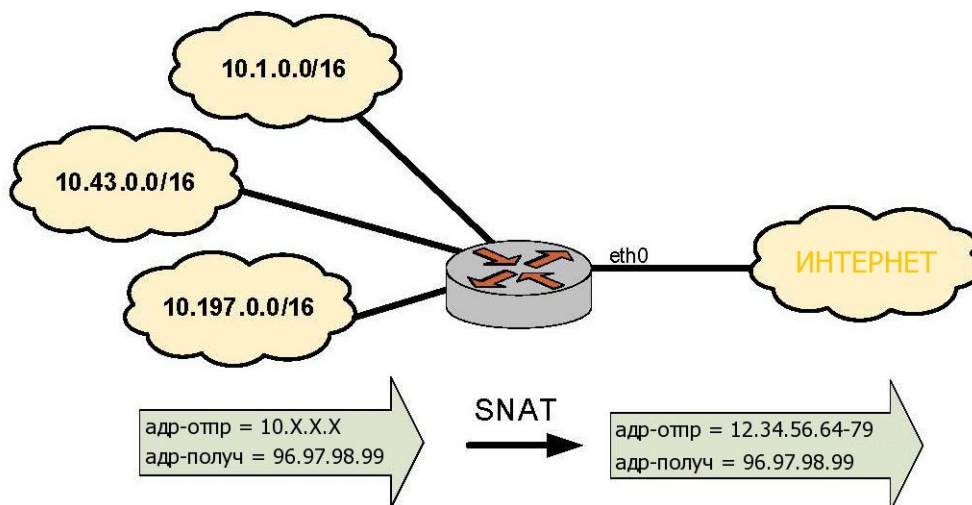 10.1.0.0/16
10.43.0.0/16
10.197.0.0/16
eth0
ИНТЕРНЕТ
адр-отпр = 10.X.X.X
адр-получ = 96.97.98.99
SNAT
адр-отпр = 12.34.56.64-79
адр-получ = 96.97.98.99